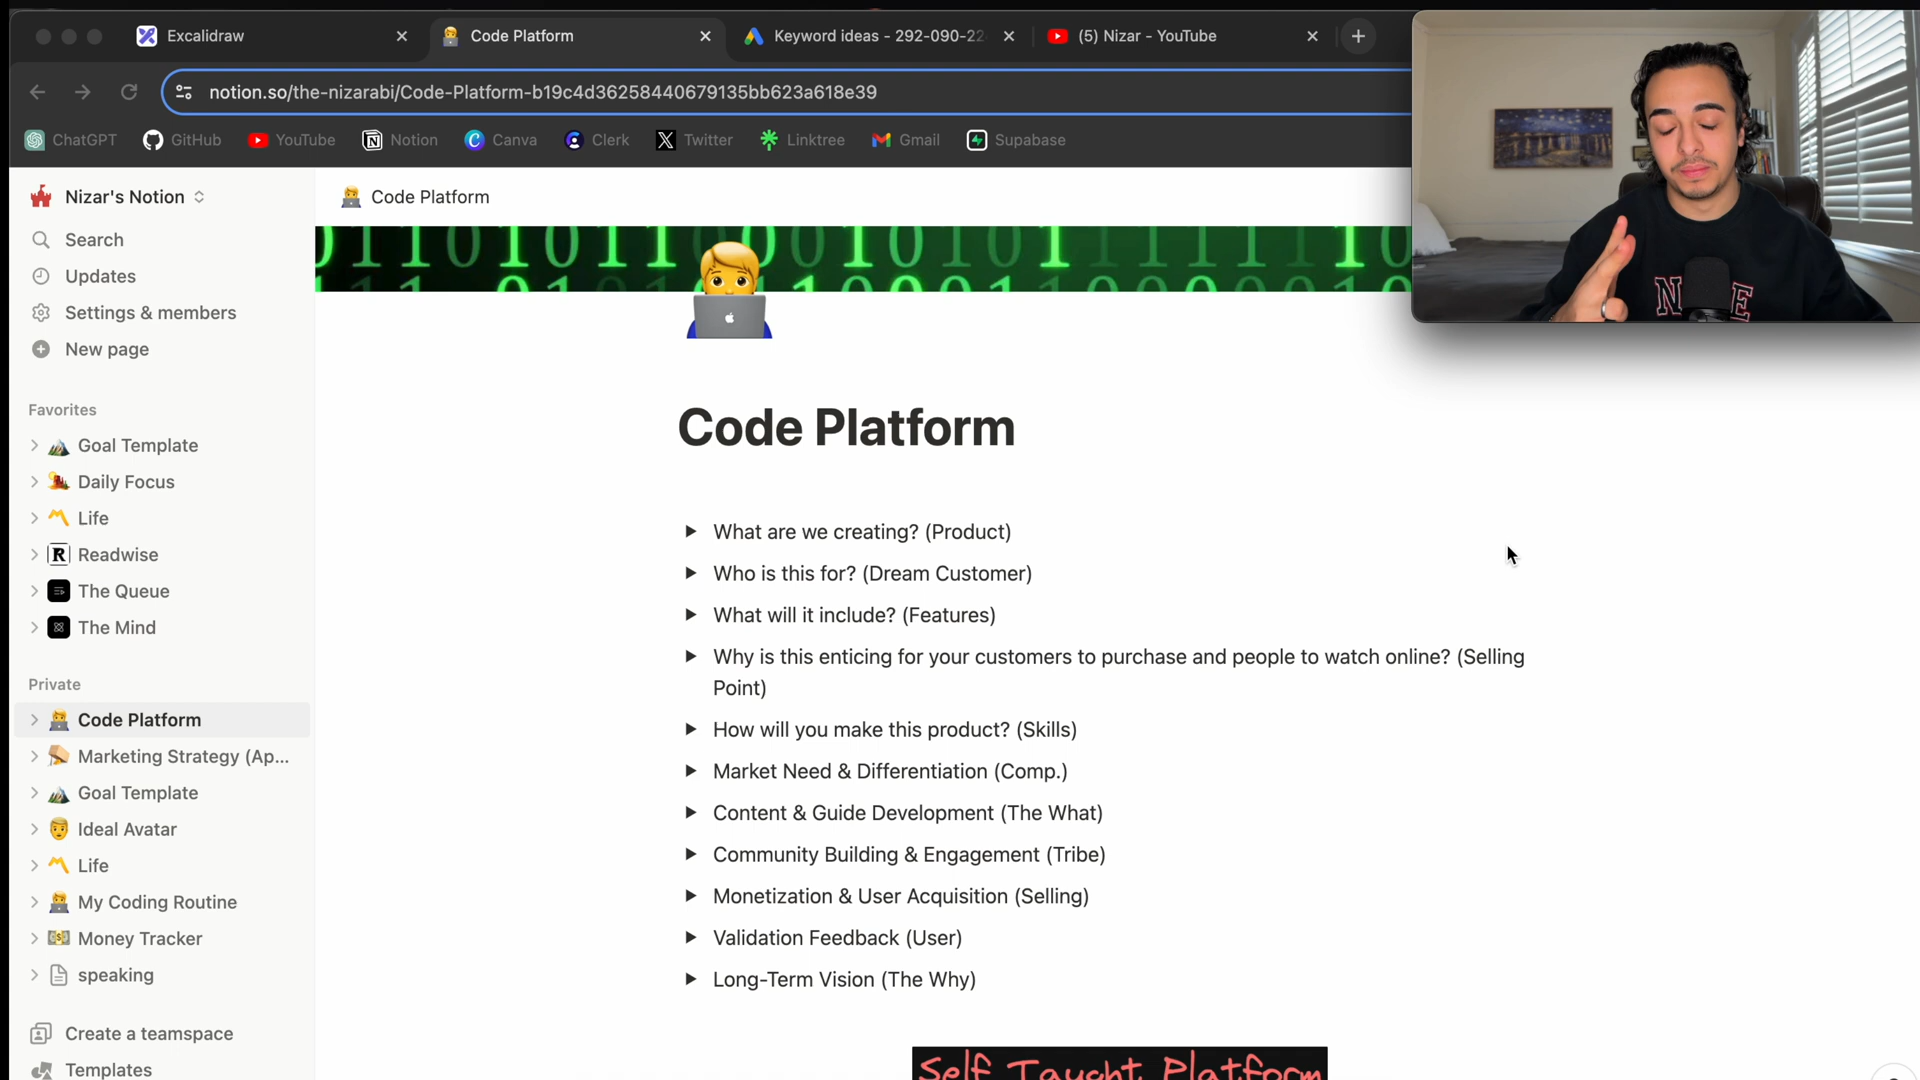 Excalidraw
Code Platform
Keyword ideas - 292-090-22
(5) Nizar - YouTube
notion.so/the-nizarabi/Code-Platform-b19c4d36258440679135bb623a618e39
ChatGPT
GitHub
YouTube
Notion
Canva
Clerk
Twitter
Linktree
Gmail
Supabase
Nizar's Notion
Search
Updates
Settings & members
New page
Favorites
Goal Template
Daily Focus
Life
Readwise
The Queue
The Mind
Private
Code Platform
Marketing Strategy (Ap...
Goal Template
Ideal Avatar
Life
My Coding Routine
Money Tracker
speaking
Create a teamspace
Templates
Code Platform
Code Platform
What are we creating? (Product)
Who is this for? (Dream Customer)
What will it include? (Features)
Why is this enticing for your customers to purchase and people to watch online? (Selling
Point)
How will you make this product? (Skills)
Market Need & Differentiation (Comp.)
Content & Guide Development (The What)
Community Building & Engagement (Tribe)
Monetization & User Acquisition (Selling)
Validation Feedback (User)
Long-Term Vision (The Why)
Self Taught Platform